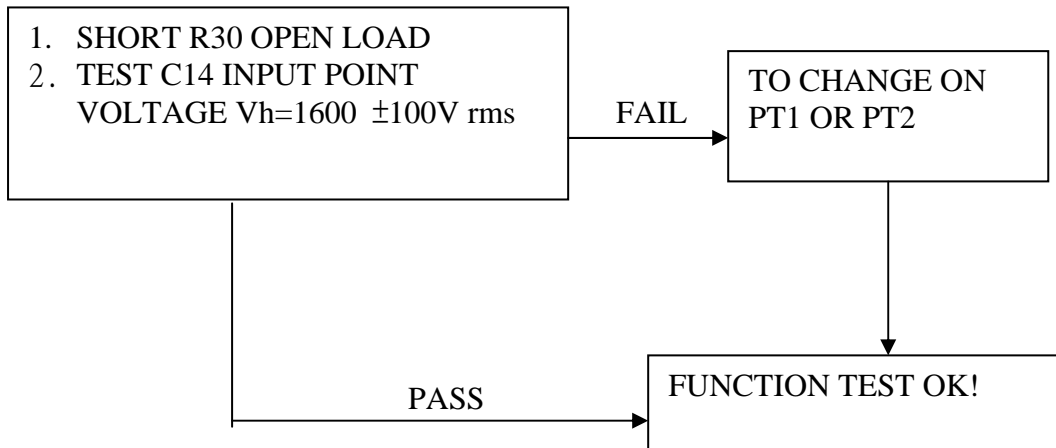 1. SHORT R30 OPEN LOAD
2. TEST C14 INPUT POINT
VOLTAGE Vh=1600 ±100V rms
FAIL
TO CHANGE ON
PT1 OR PT2
PASS
FUNCTION TEST OK!